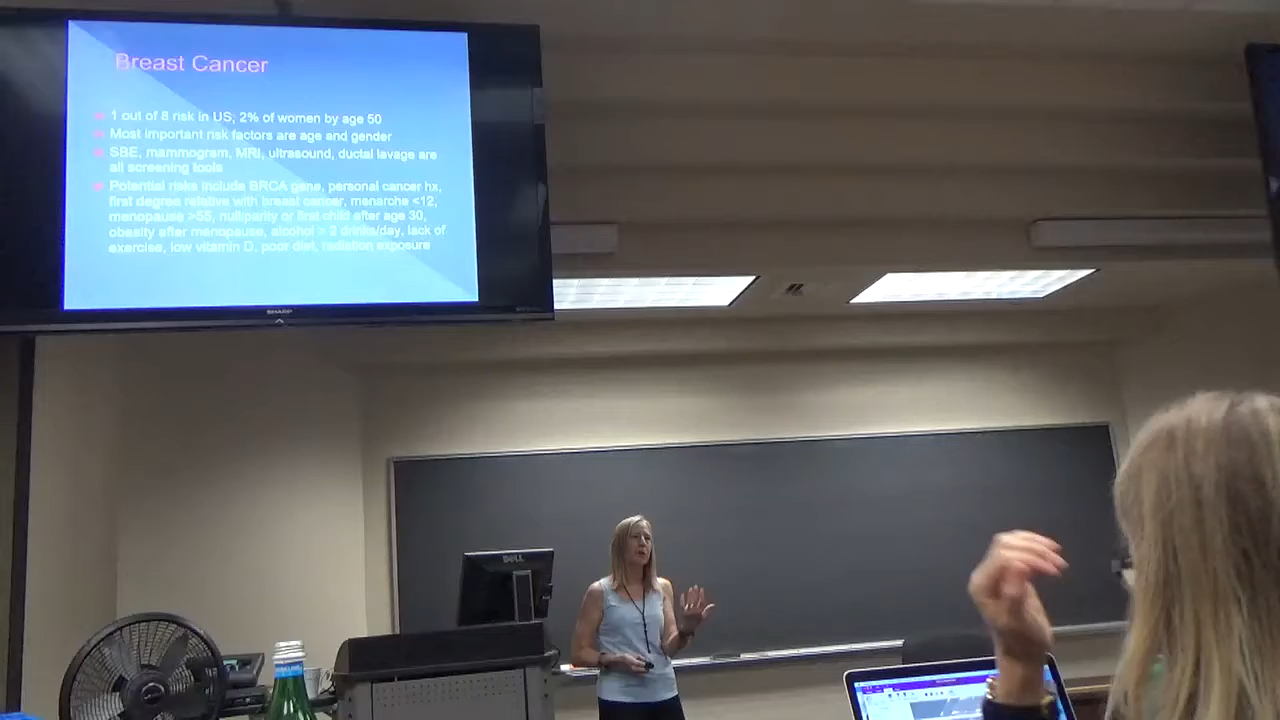 Breast Cancer
1 out of 8 risk in US, 2% of women by age 50
Most important risk factors are age and gender
SBE, mammogram, MRI, ultrasound, ductal lavage are
all screening tools
Potential risks include BRCA gene, personal cancer hx,
first degree relative with breast cancer, menarche <12,
menopause >55, nulliparity or first child after age 30,
obesity after menopause, alcohol > 2 drinks/day, lack of
exercise, low vitamin D, poor diet, radiation exposure
SHARP
DELL